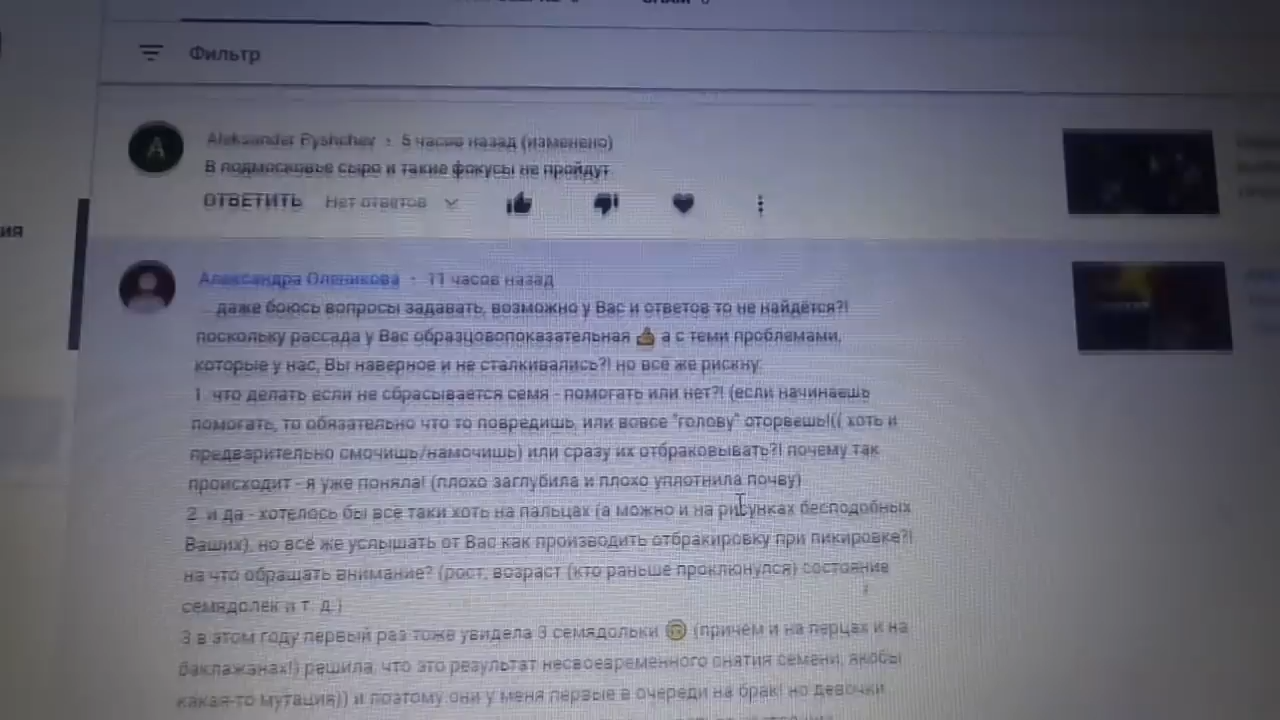 Фильтр
Aleksander Pyshchev • 5 часов назад (изменено)
В подмосковье сыро и такие фокусы не пройдут.
ОТВЕТИТЬ Нет ответов
ия
A
Александра Оленикова • 11 часов назад
...даже боюсь вопросы задавать, возможно у Вас и ответов то не найдётся?!
поскольку рассада у Вас образцовопоказательная 👍 а с теми проблемами,
которые у нас, Вы наверное и не сталкивались?! но всё же рискну:
1. что делать если не сбрасывается семя - помогать или нет?! (если начинаешь
помогать, то обязательно что то повредишь, или вовсе "голову" оторвешь!(( хоть и
предварительно смочишь/намочишь) или сразу их отбраковывать?! почему так
происходит - я уже поняла! (плохо заглубила и плохо уплотнила почву)
2. и да - хотелось бы всё таки хоть на пальцах (а можно и на рисунках бесподобных
Ваших), но всё же услышать от Вас как производить отбракировку при пикировке?!
на что обращать внимание? (рост, возраст (кто раньше проклюнулся) состояние
семядолек и т. д.)
3 в этом году первый раз тоже увидела 3 семядольки 🙃 (причём и на перцах и на
баклажанах!) решила, что это результат несвоевременного снятия семени, якобы
какая-то мутация)) и поэтому они у меня первые в очереди на брак! но девочки